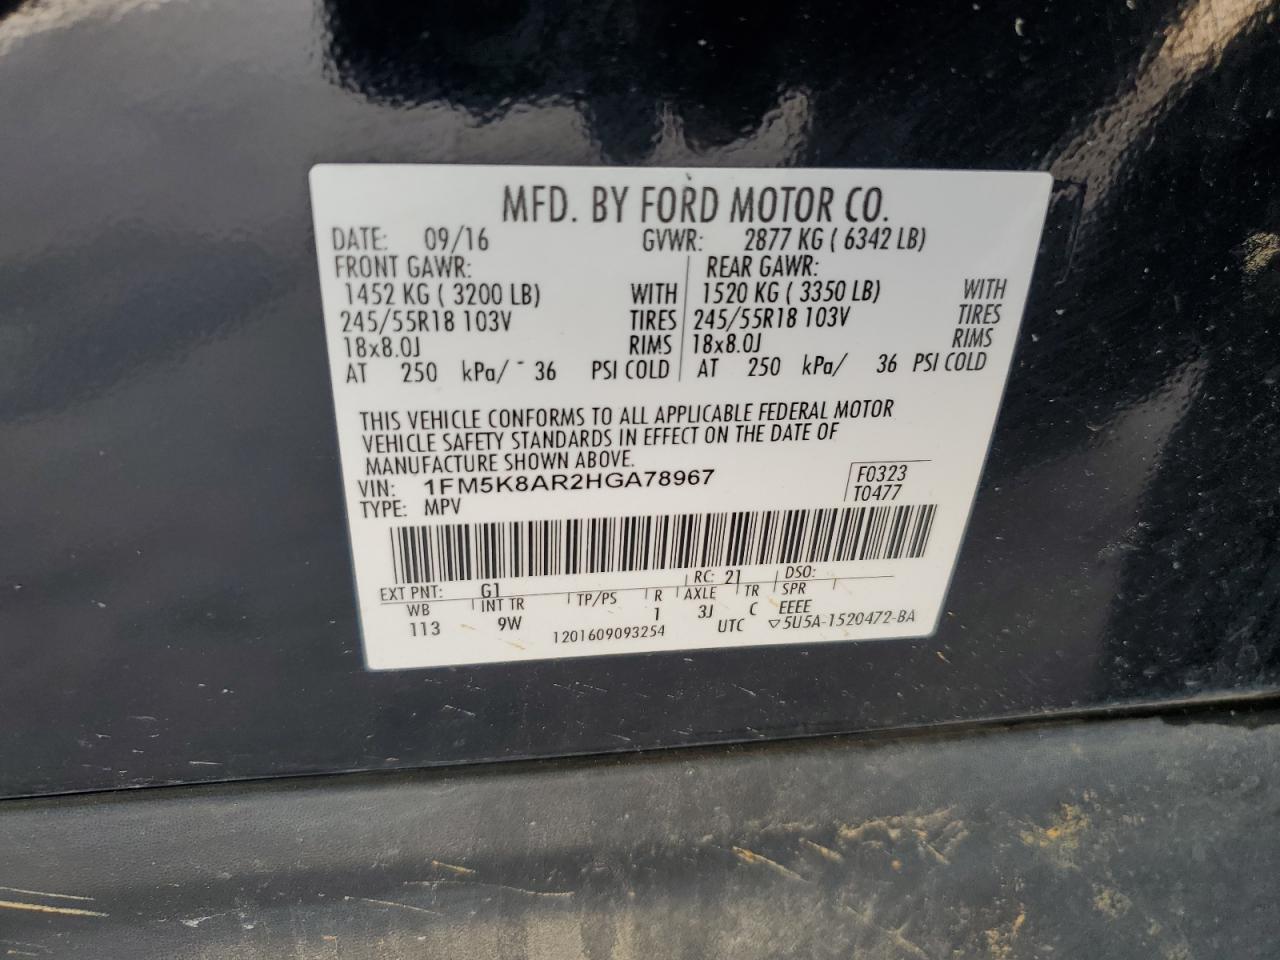 MFD. BY FORD MOTOR CO.
DATE: 09/16 GVWR: 2877 KG ( 6342 LB)
FRONT GAWR: REAR GAWR:
1452 KG ( 3200 LB) WITH 1520 KG ( 3350 LB) WITH
245/55R18 103V TIRES 245/55R18 103V TIRES
18x8.0J RIMS 18x8.0J RIMS
AT 250 kPa/ 36 PSI COLD AT 250 kPa/ 36 PSI COLD
THIS VEHICLE CONFORMS TO ALL APPLICABLE FEDERAL MOTOR
VEHICLE SAFETY STANDARDS IN EFFECT ON THE DATE OF
MANUFACTURE SHOWN ABOVE.
VIN: 1FM5K8AR2HGA78967 F0323
TYPE: MPV T0477
EXT PNT: G1 RC: 21 DSO:
WB INT TR TP/PS R AXLE TR SPR
113 9W 1 3J C EEEE
1201609093254 UTC ▽5U5A-1520472-BA